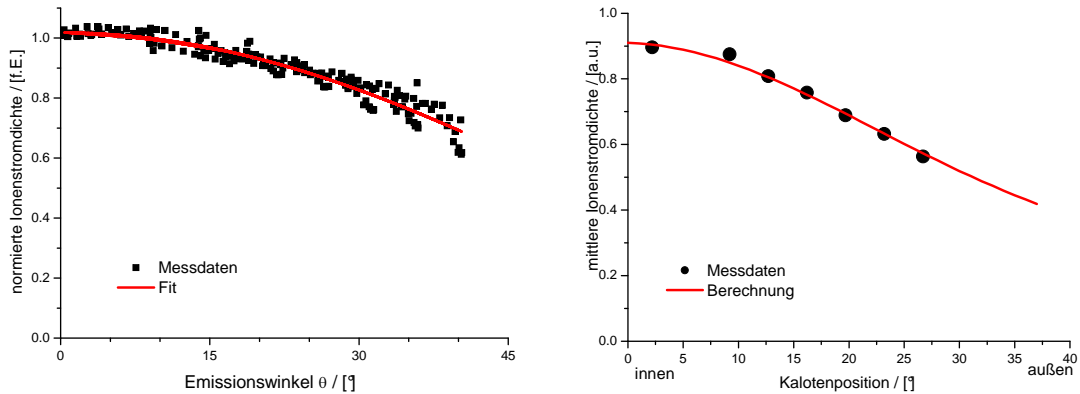 normierte Ionenstromdichte / [f.E.]
1.0
0.8
0.6
0.4
0.2
0.0
Messdaten
Fit
0 15 30 45
Emissionswinkel θ / [°]
mittlere Ionenstromdichte / [a.u.]
1.0
0.8
0.6
0.4
0.2
0.0
Messdaten
Berechnung
0 5 10 15 20 25 30 35 40
innen außen
Kalotenposition / [°]